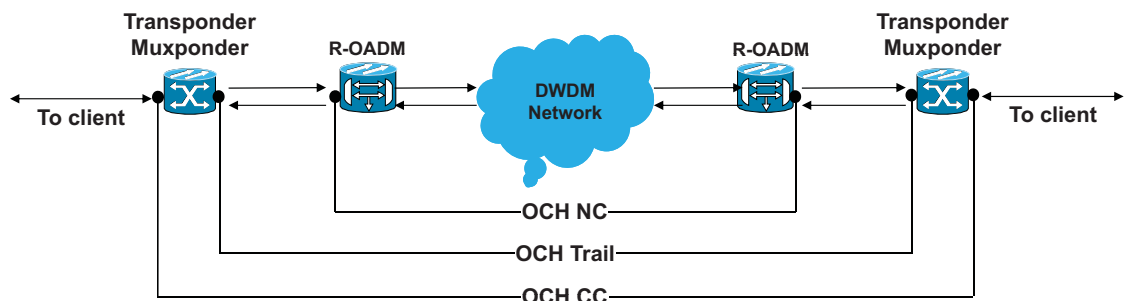 Transponder
Muxponder
R-OADM
DWDM
Network
R-OADM
Transponder
Muxponder
To client
To client
OCH NC
OCH Trail
OCH CC